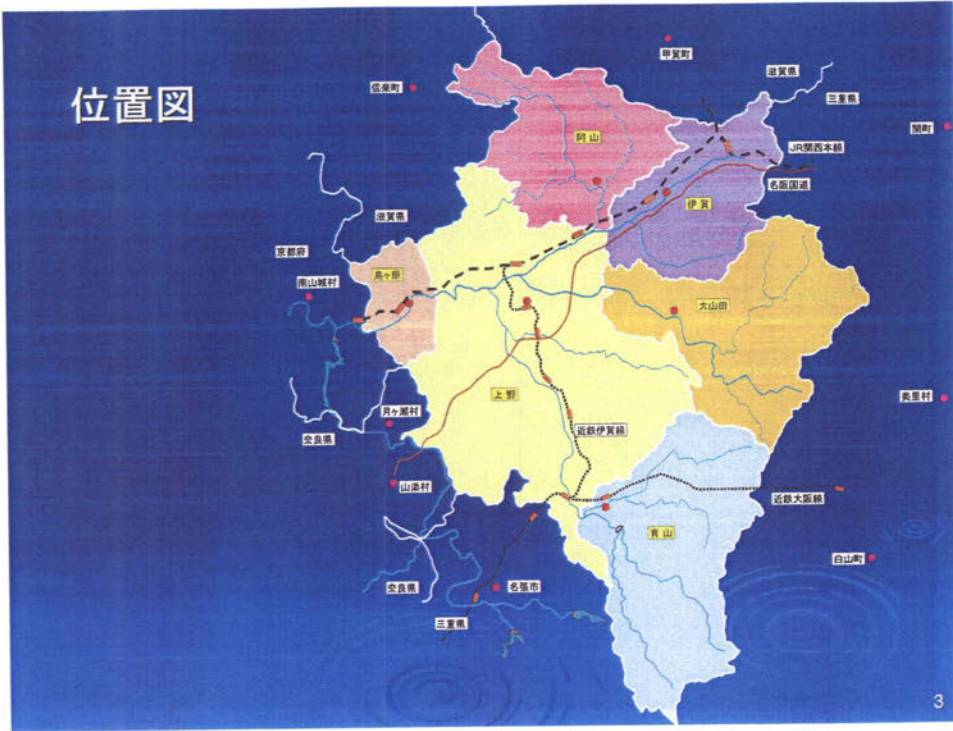 位置図
甲賀町
滋賀県
信楽町
三重県
関町
阿山
JR関西本線
名阪国道
伊賀
滋賀県
京都府
島ヶ原
南山城村
大山田
上野
美里村
月ヶ瀬村
近鉄伊賀線
奈良県
山添村
近鉄大阪線
青山
白山町
奈良県
名張市
三重県
3